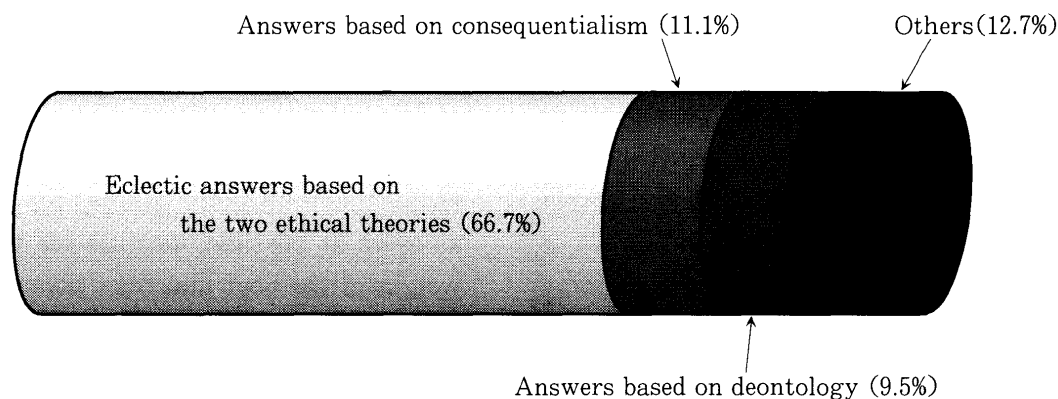 Answers based on consequentialism (11.1%)
Others(12.7%)
Eclectic answers based on
the two ethical theories (66.7%)
Answers based on deontology (9.5%)